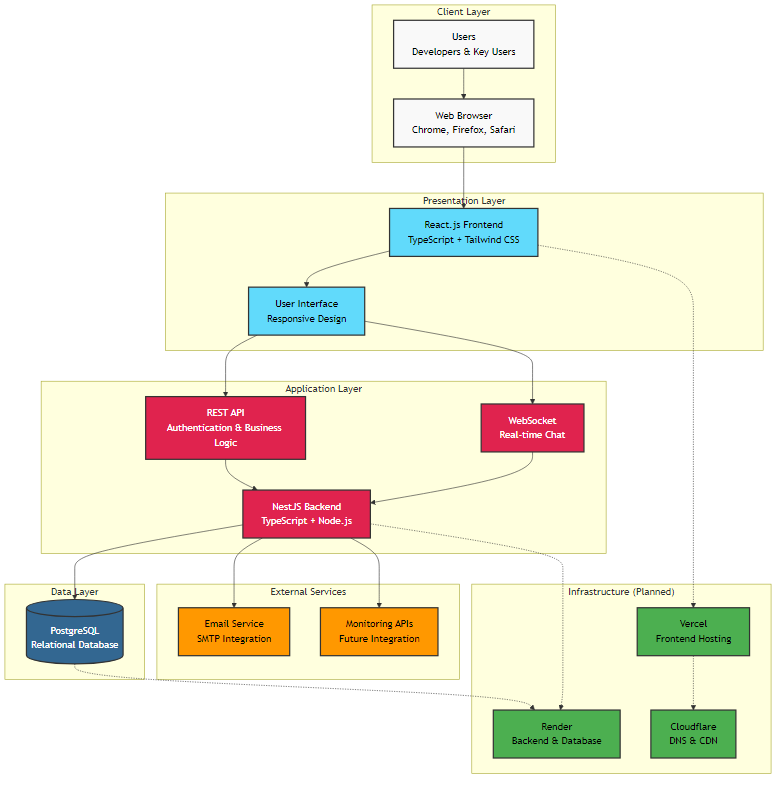 Client Layer
Users
Developers & Key Users
Web Browser
Chrome, Firefox, Safari
Presentation Layer
React.js Frontend
TypeScript + Tailwind CSS
User Interface
Responsive Design
Application Layer
REST API
Authentication & Business
Logic
WebSocket
Real-time Chat
NestJS Backend
TypeScript + Node.js
Data Layer
PostgreSQL
Relational Database
External Services
Email Service
SMTP Integration
Monitoring APIs
Future Integration
Infrastructure (Planned)
Vercel
Frontend Hosting
Render
Backend & Database
Cloudflare
DNS & CDN